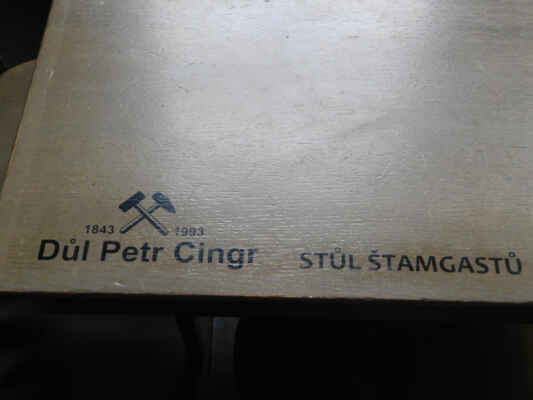 1843 1993
Důl Petr Cingr
STŮL ŠTAMGASTŮ